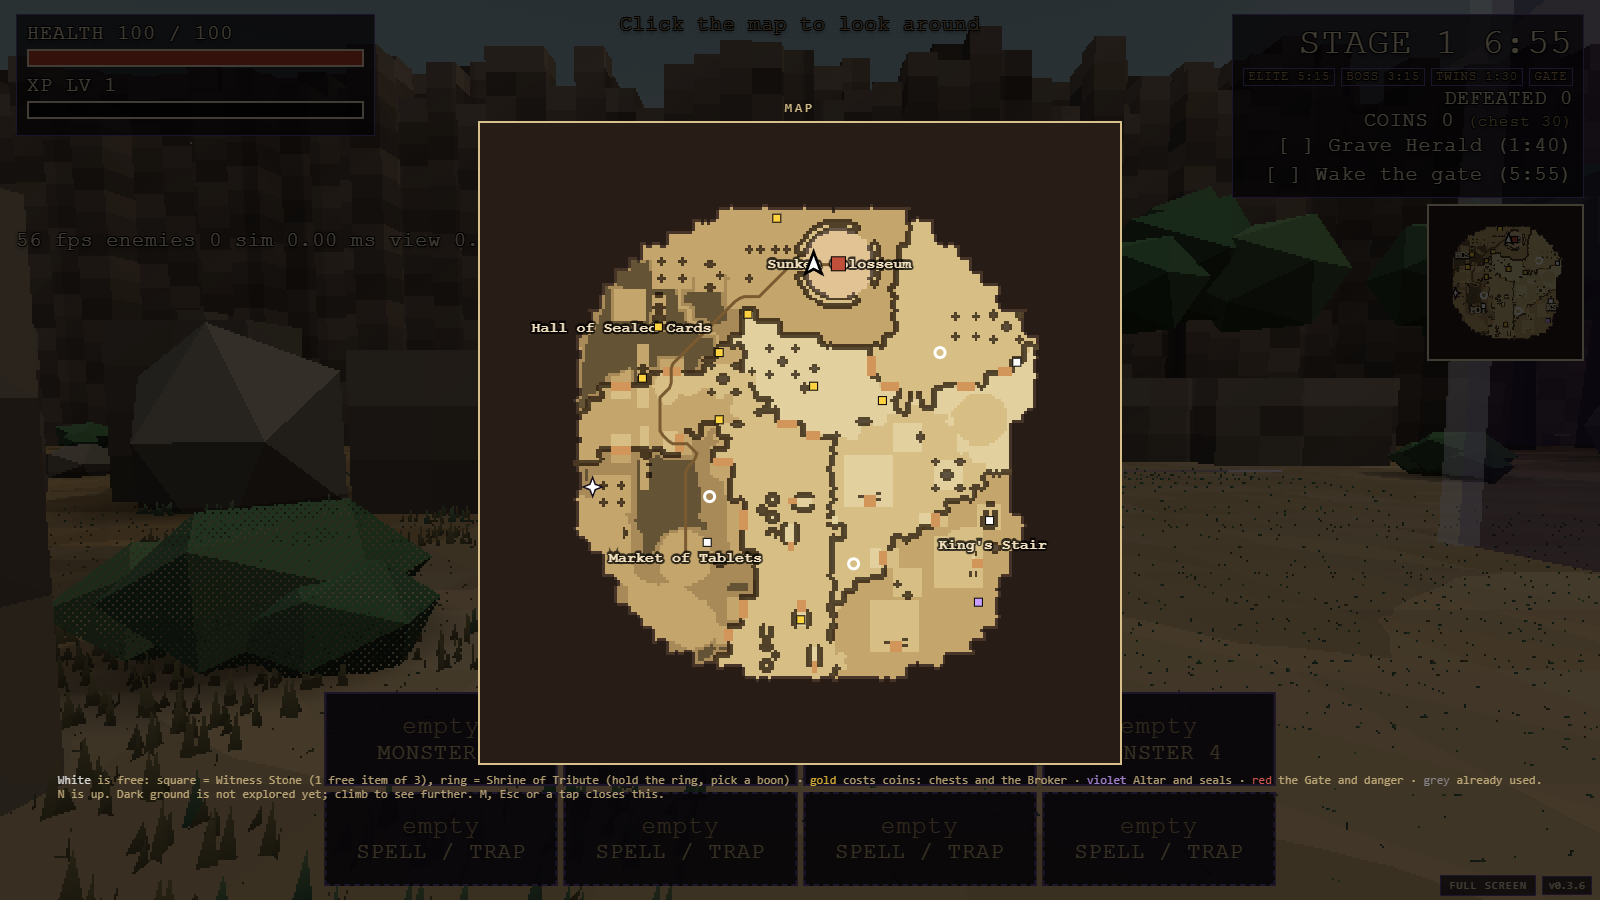 HEALTH 100 / 100
XP LV 1
Click the map to look around
STAGE 1 6:55
ELITE 5:15 BOSS 3:15 TWINS 1:30 GATE
DEFEATED 0
COINS 0 (chest 30)
[ ] Grave Herald (1:40)
[ ] Wake the gate (5:55)
56 fps enemies 0 sim 0.00 ms view 0.
MAP
Hall of Sealed Cards
Market of Tablets
King's Stair
empty
MONSTER
empty
NSTER 4
White is free: square = Witness Stone (1 free item of 3), ring = Shrine of Tribute (hold the ring, pick a boon) · gold costs coins: chests and the Broker · violet Altar and seals · red the Gate and danger · grey already used.
N is up. Dark ground is not explored yet; climb to see further. M, Esc or a tap closes this.
empty
SPELL / TRAP
empty
SPELL / TRAP
empty
SPELL / TRAP
empty
SPELL / TRAP
FULL SCREEN
v0.3.6